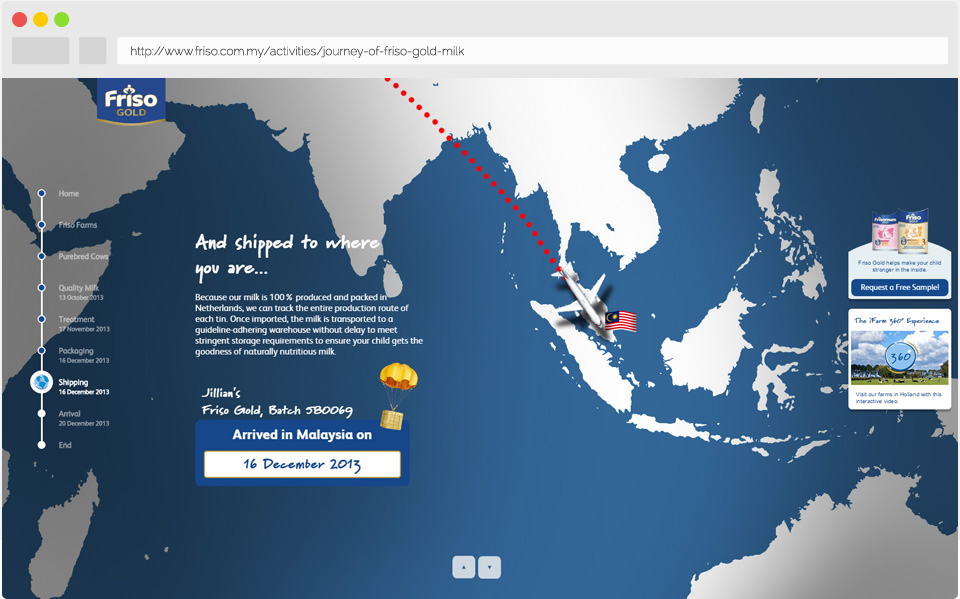 http://www.friso.com.my/activities/journey-of-friso-gold-milk
Friso
GOLD
Home
Friso Farms
Purebred Cows
Quality Milk
13 October 2013
Treatment
17 November 2013
Packaging
16 December 2013
Shipping
16 December 2013
Arrival
20 December 2013
End
And shipped to where
you are...
Because our milk is 100% produced and packed in
Netherlands, we can track the entire production route of
each tin. Once imported, the milk is transported to a
guideline-adhering warehouse without delay to meet
stringent storage requirements to ensure your child gets the
goodness of naturally nutritious milk.
Jillian's
Friso Gold, Batch 580069
Arrived in Malaysia on
16 December 2013
Frisomum
Friso
Friso Gold helps make your child
stronger in the inside.
Request a Free Sample!
The iFarm 360° Experience
360
Visit our farms in Holland with this
interactive video.